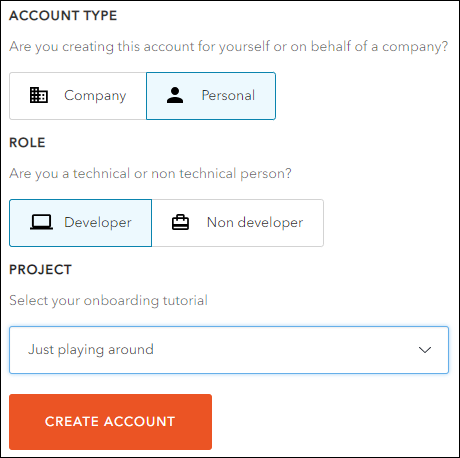 ACCOUNT TYPE
Are you creating this account for yourself or on behalf of a company?
Company Personal
ROLE
Are you a technical or non technical person?
Developer Non developer
PROJECT
Select your onboarding tutorial
Just playing around
CREATE ACCOUNT